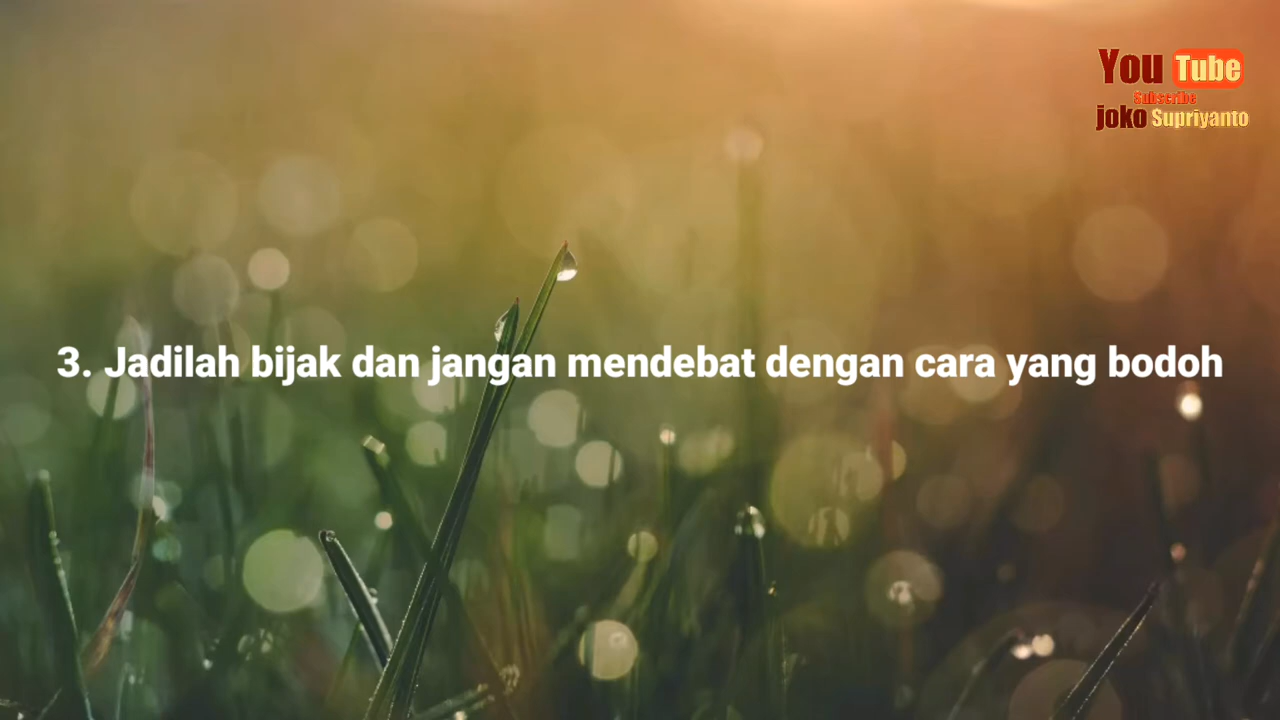 You Tube
Subscribe
joko Supriyanto
3. Jadilah bijak dan jangan mendebat dengan cara yang bodoh